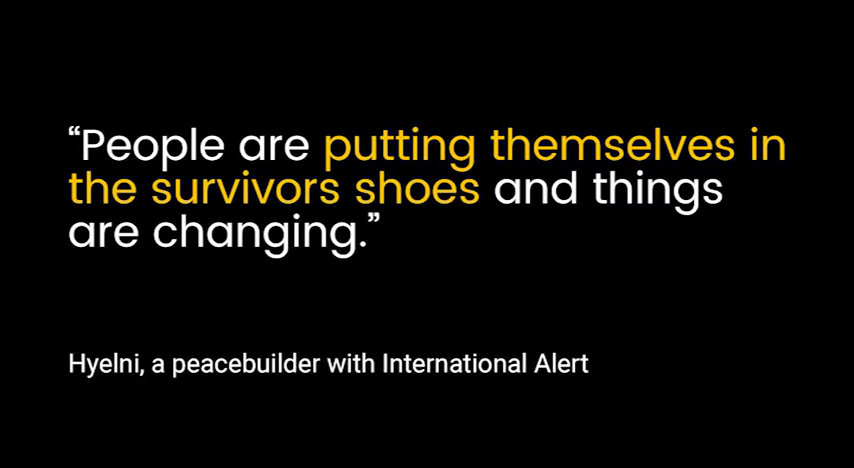 “People are putting themselves in
the survivors shoes and things
are changing.”
Hyelni, a peacebuilder with International Alert